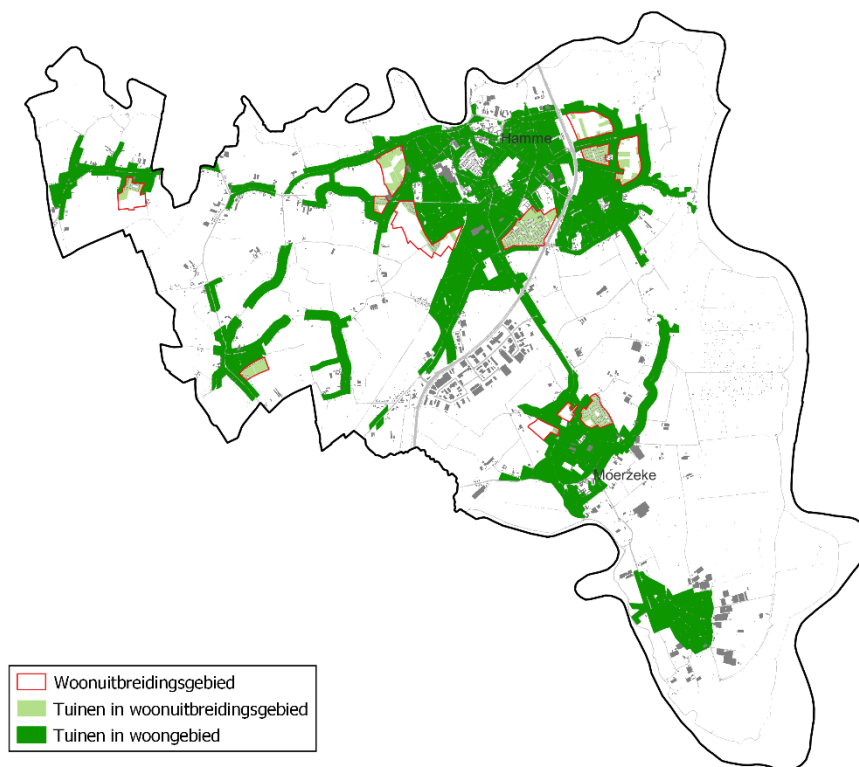 Hamme
Moerzeke
Woonuitbreidingsgebied
Tuinen in woonuitbreidingsgebied
Tuinen in woongebied